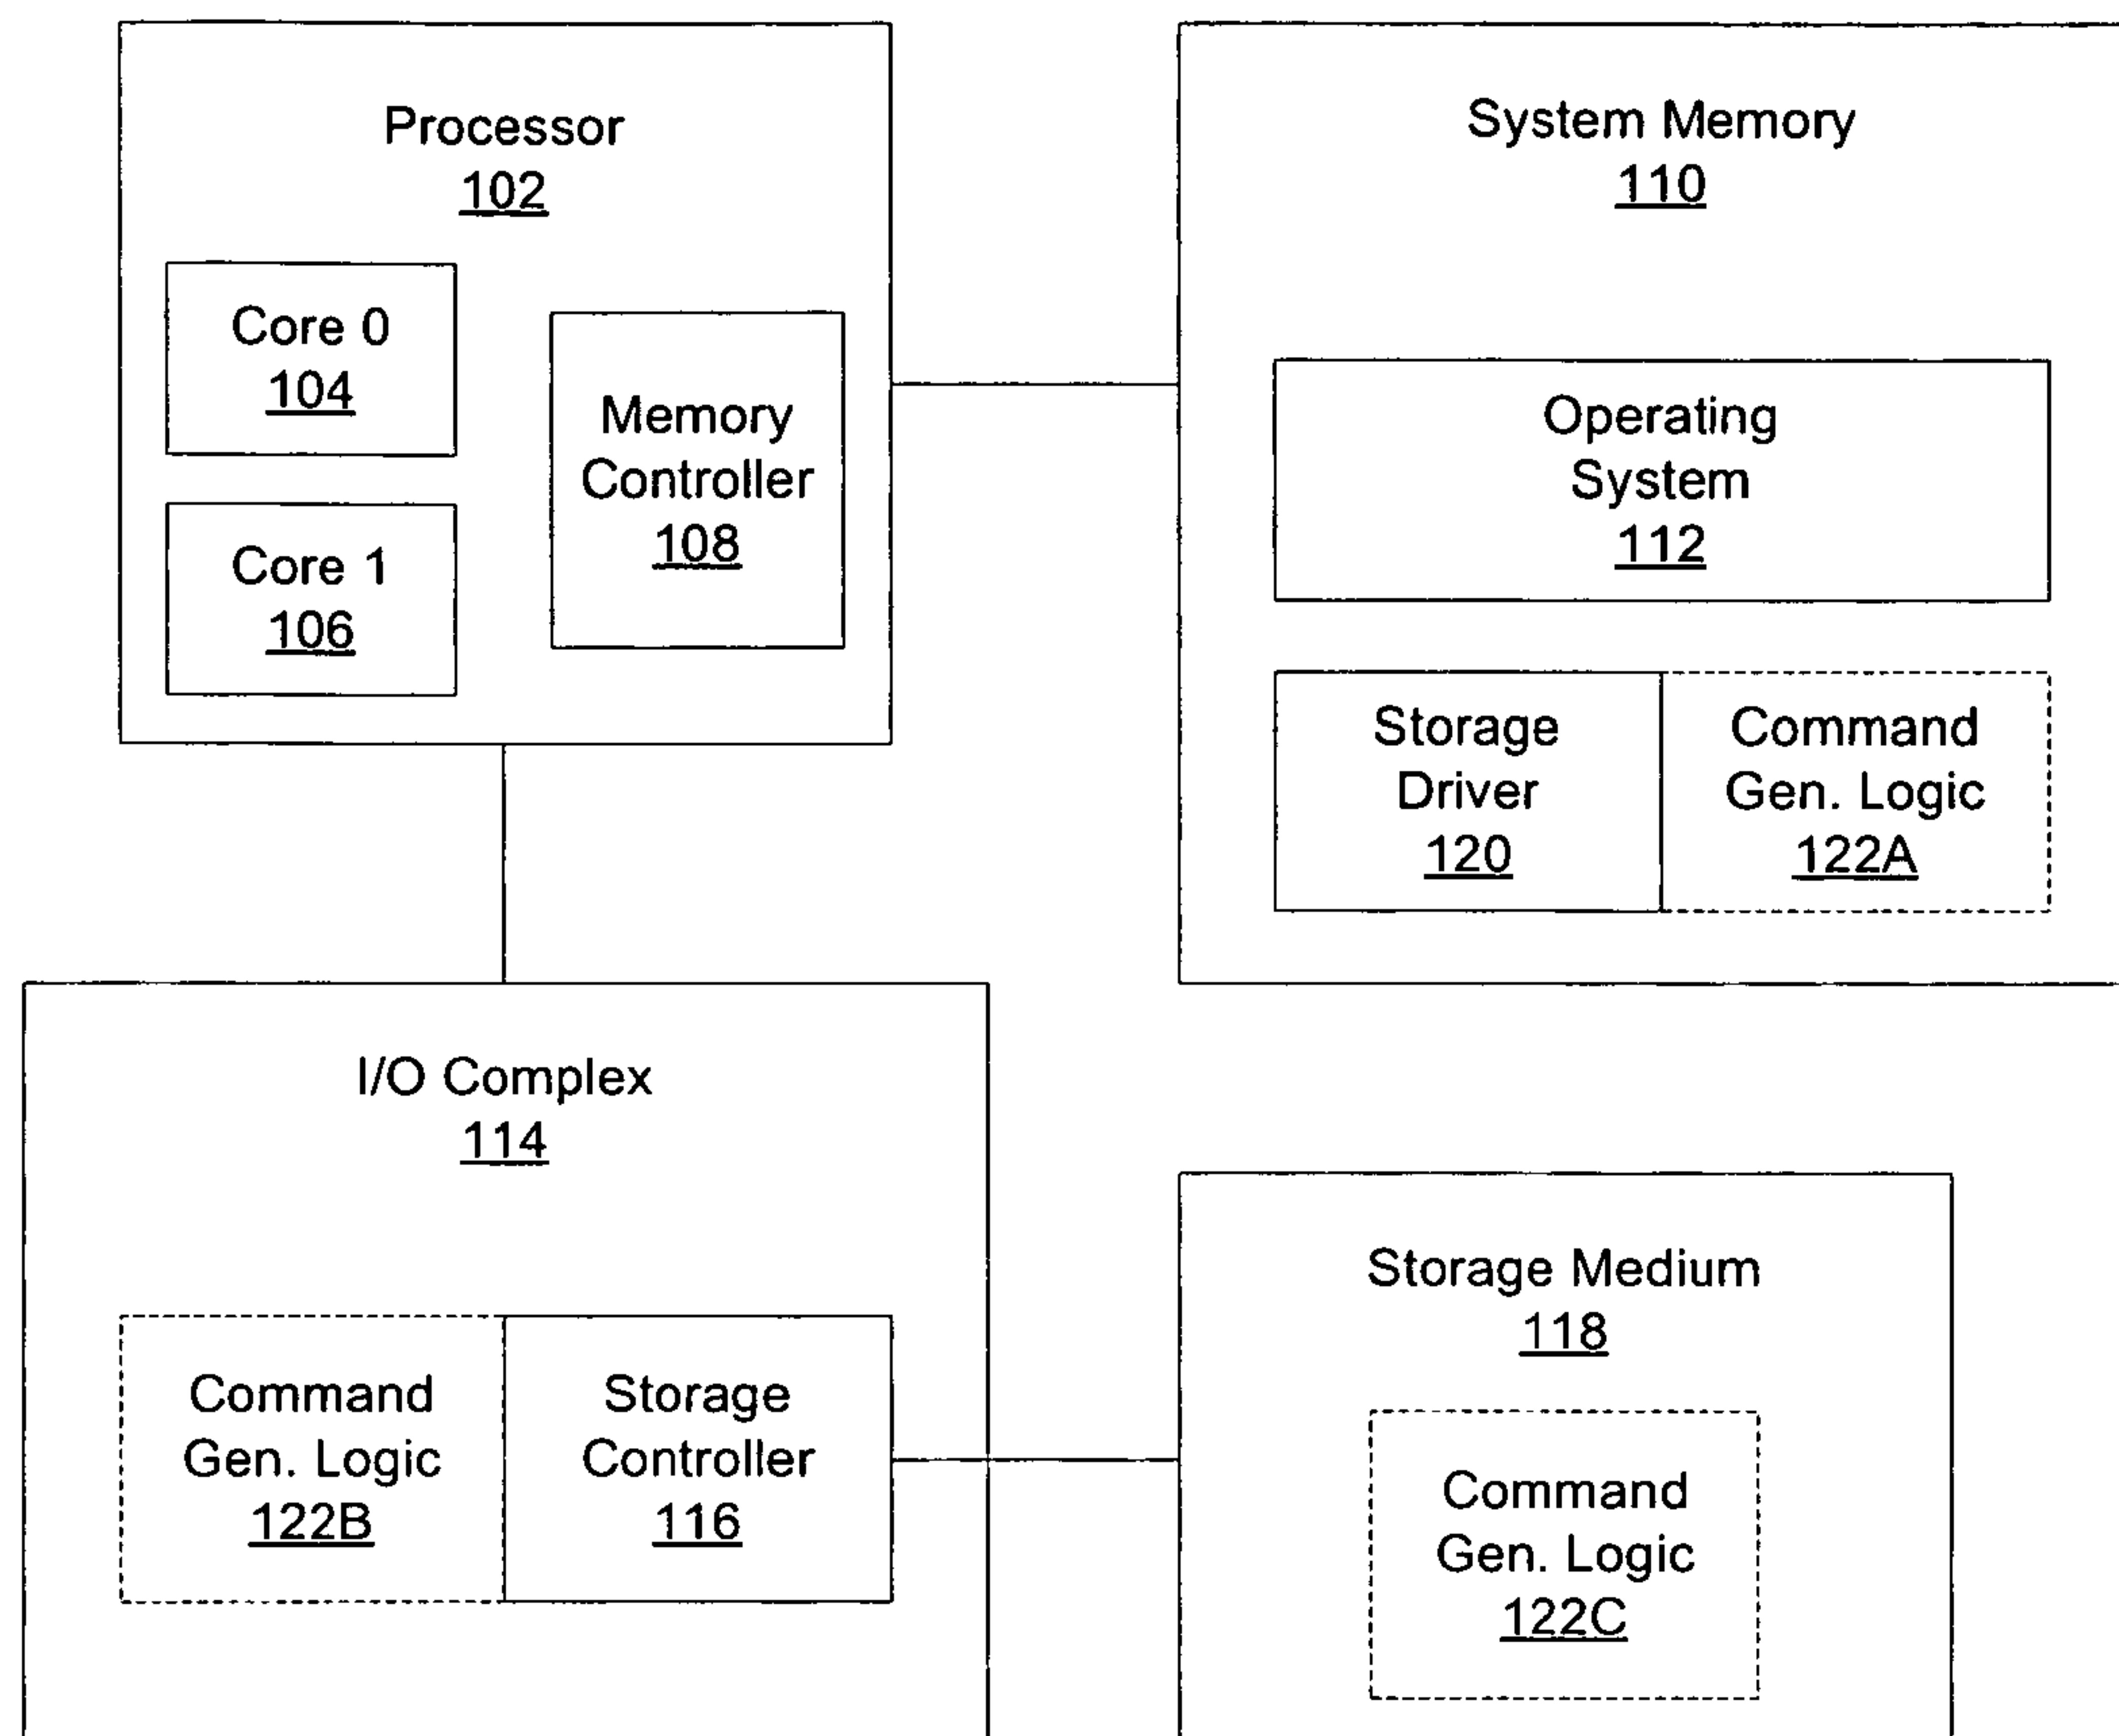 Processor
102
Core 0
104
Core 1
106
Memory
Controller
108
System Memory
110
Operating
System
112
Storage
Driver
120
Command
Gen. Logic
122A
I/O Complex
114
Command
Gen. Logic
122B
Storage
Controller
116
Storage Medium
118
Command
Gen. Logic
122C